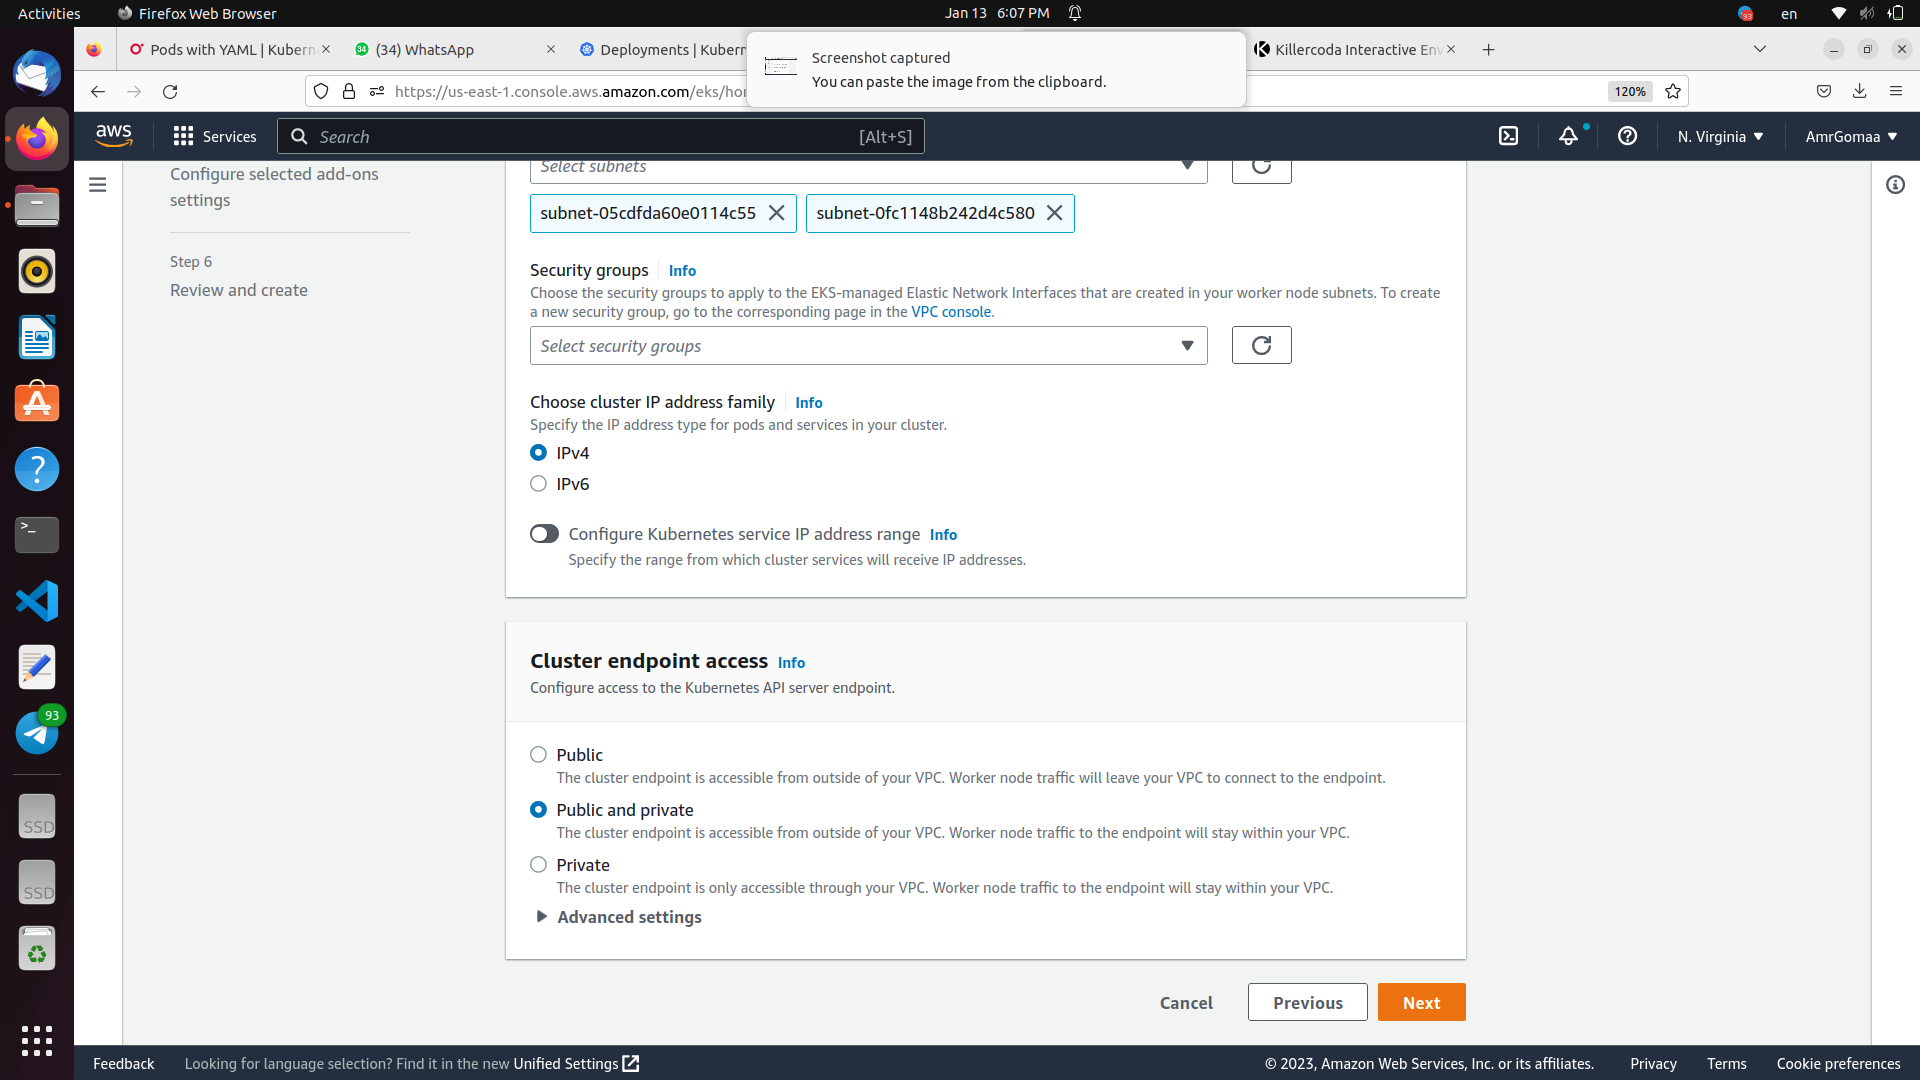 Activities
Firefox Web Browser
Jan 13 6:07 PM
93
en
Pods with YAML | Kubern
34
(34) WhatsApp
Deployments | Kubern
Killercoda Interactive Env
Screenshot captured
You can paste the image from the clipboard.
https://us-east-1.console.aws.amazon.com/eks/hom
120%
aws
Services
Search
[Alt+S]
N. Virginia
AmrGomaa
Configure selected add-ons
settings
Step 6
Review and create
Select subnets
subnet-05cdfda60e0114c55
subnet-0fc1148b242d4c580
Security groups
Info
Choose the security groups to apply to the EKS-managed Elastic Network Interfaces that are created in your worker node subnets. To create
a new security group, go to the corresponding page in the VPC console.
Select security groups
Choose cluster IP address family
Info
Specify the IP address type for pods and services in your cluster.
IPv4
IPv6
Configure Kubernetes service IP address range
Info
Specify the range from which cluster services will receive IP addresses.
Cluster endpoint access
Info
Configure access to the Kubernetes API server endpoint.
Public
The cluster endpoint is accessible from outside of your VPC. Worker node traffic will leave your VPC to connect to the endpoint.
Public and private
The cluster endpoint is accessible from outside of your VPC. Worker node traffic to the endpoint will stay within your VPC.
Private
The cluster endpoint is only accessible through your VPC. Worker node traffic to the endpoint will stay within your VPC.
Advanced settings
Cancel
Previous
Next
93
SSD
SSD
Feedback
Looking for language selection? Find it in the new Unified Settings
© 2023, Amazon Web Services, Inc. or its affiliates.
Privacy
Terms
Cookie preferences